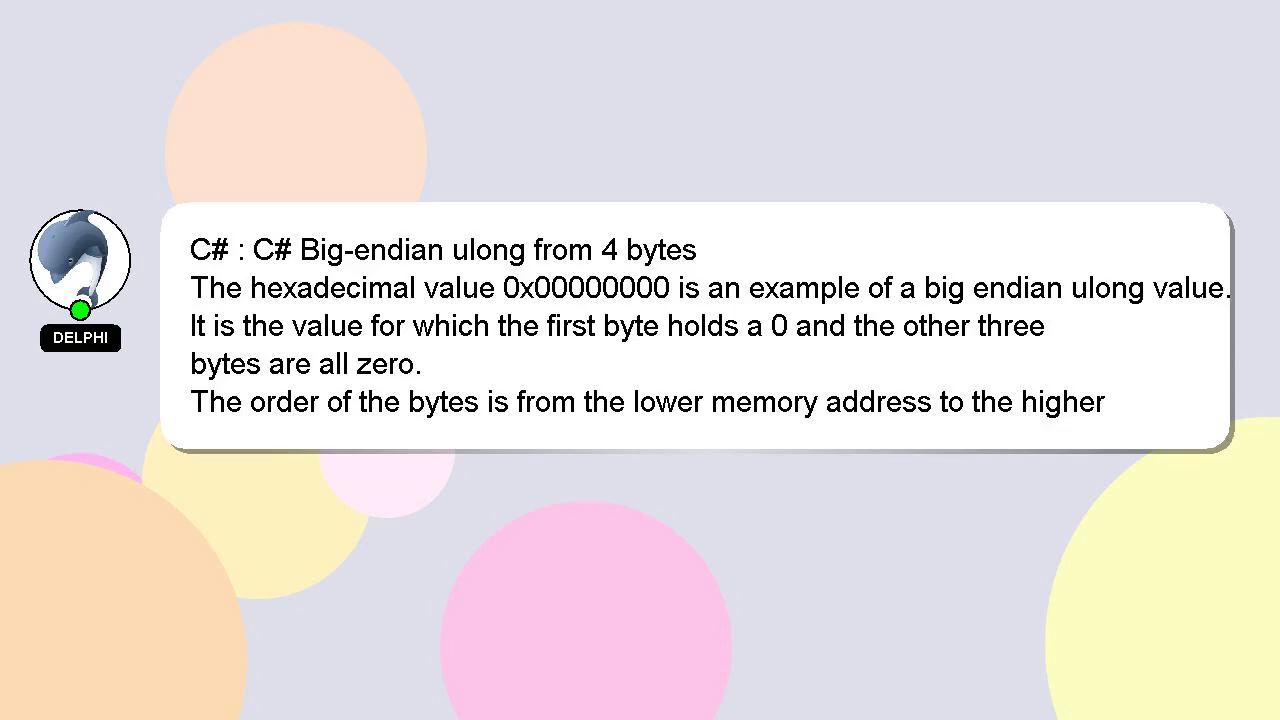 C# : C# Big-endian ulong from 4 bytes
The hexadecimal value 0x00000000 is an example of a big endian ulong value.
It is the value for which the first byte holds a 0 and the other three
bytes are all zero.
The order of the bytes is from the lower memory address to the higher
DELPHI